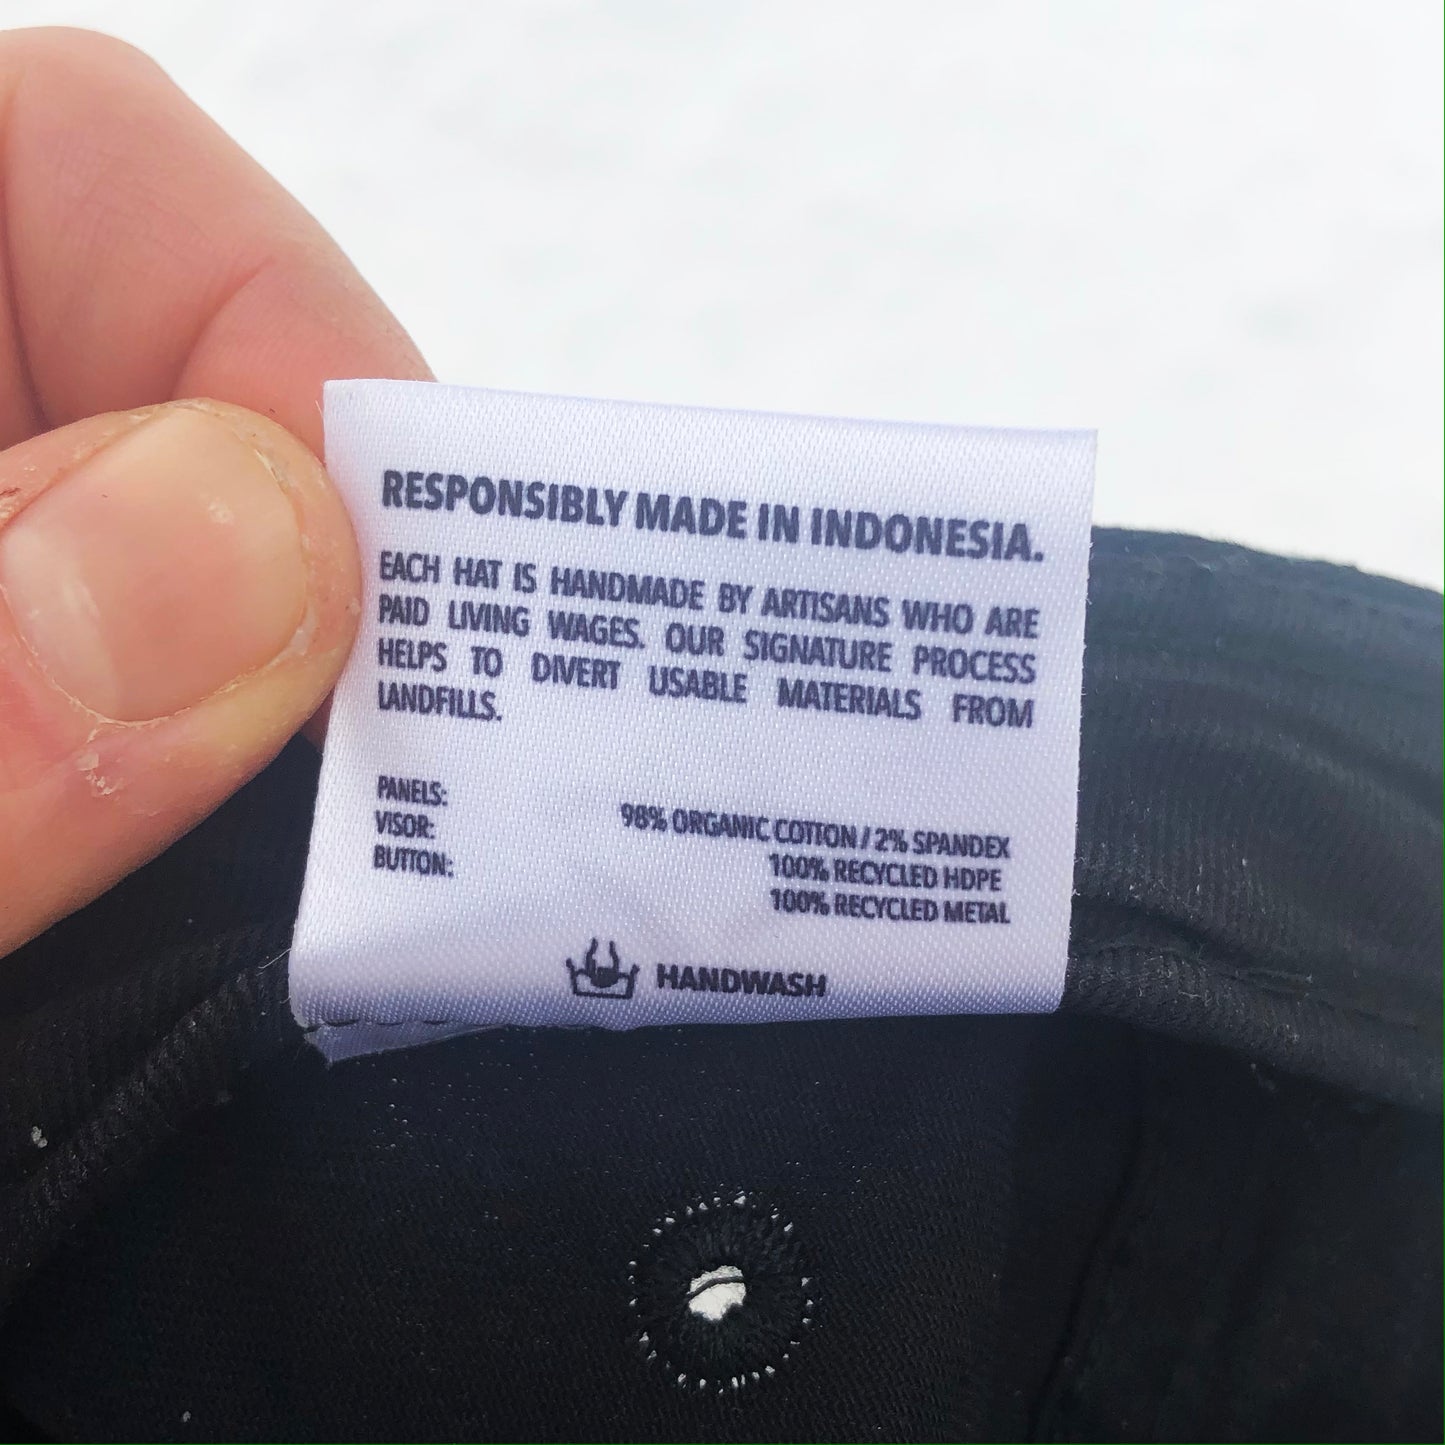 RESPONSIBLY MADE IN INDONESIA.
EACH HAT IS HANDMADE BY ARTISANS WHO ARE
PAID LIVING WAGES. OUR SIGNATURE PROCESS
HELPS TO DIVERT USABLE MATERIALS FROM
LANDFILLS.
PANELS: 98% ORGANIC COTTON / 2% SPANDEX
VISOR: 100% RECYCLED HDPE
BUTTON: 100% RECYCLED METAL
HANDWASH